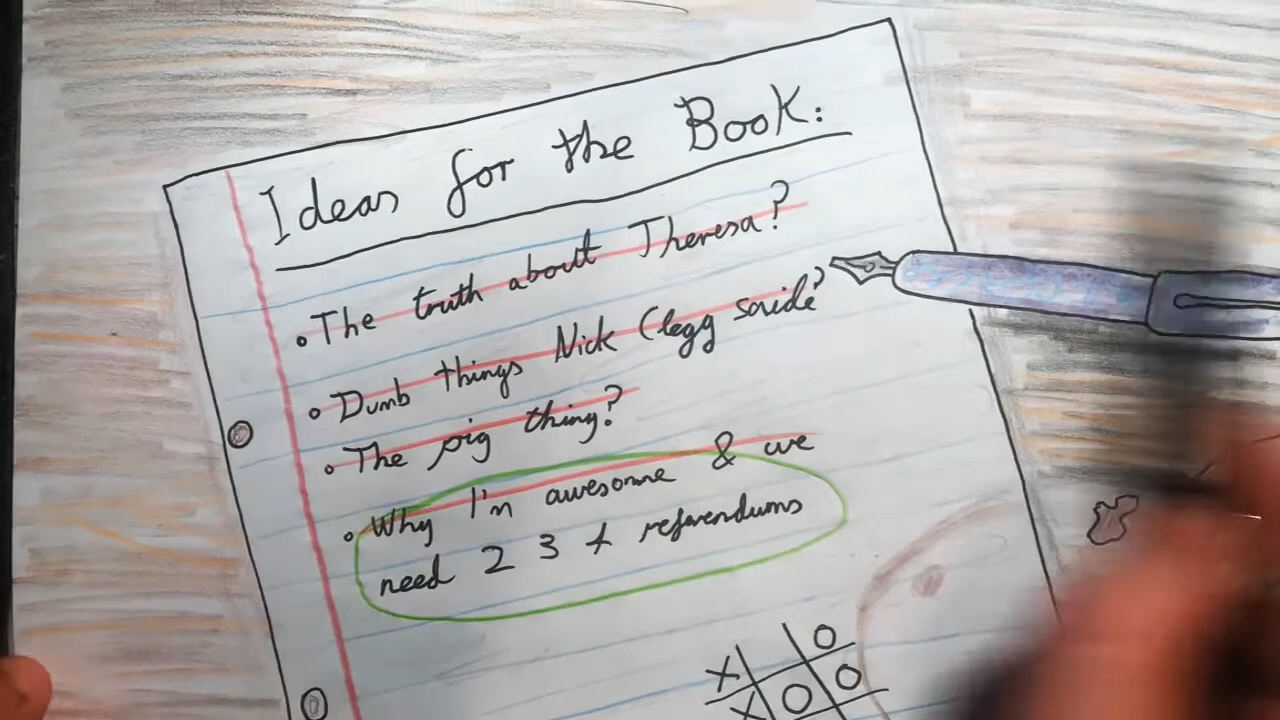 Ideas for the Book:
• The truth about Theresa?
• Dumb things Nick Clegg said?
• The pig thing?
• Why I'm awesome & we
need 2 3 + referendums
X O
X O O